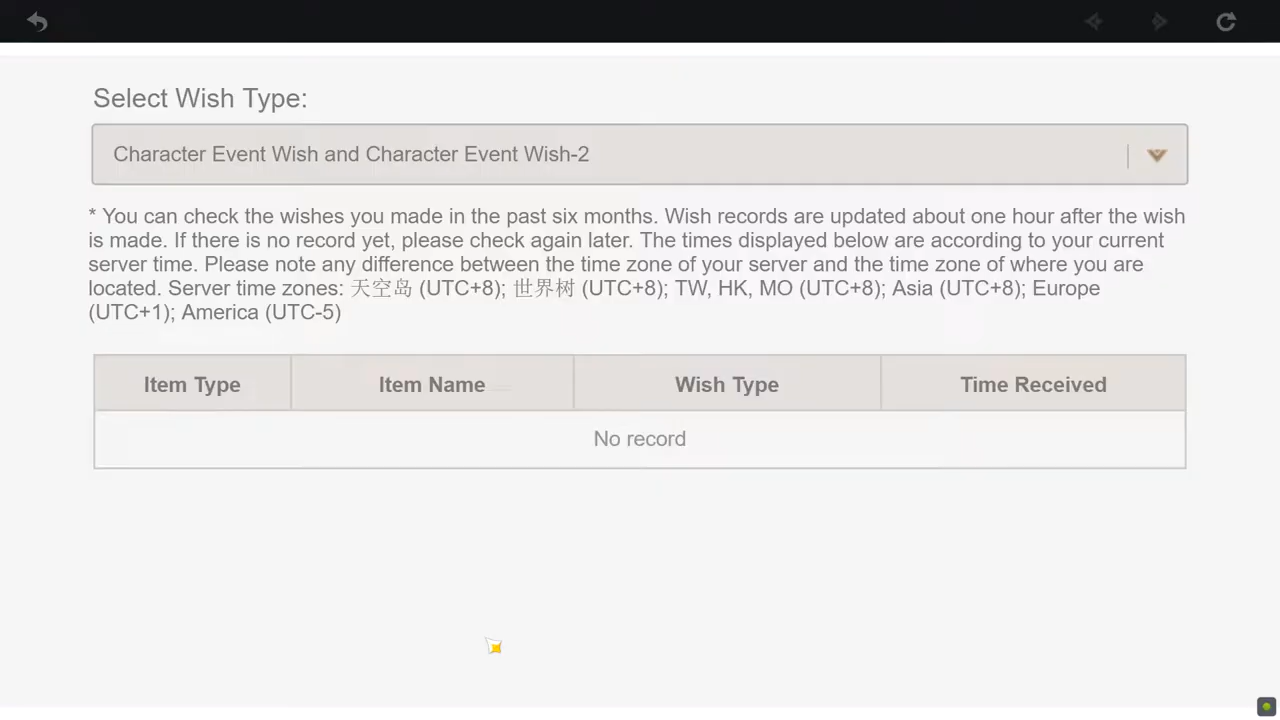 Select Wish Type:
Character Event Wish and Character Event Wish-2
* You can check the wishes you made in the past six months. Wish records are updated about one hour after the wish
is made. If there is no record yet, please check again later. The times displayed below are according to your current
server time. Please note any difference between the time zone of your server and the time zone of where you are
located. Server time zones: 天空岛 (UTC+8); 世界树 (UTC+8); TW, HK, MO (UTC+8); Asia (UTC+8); Europe
(UTC+1); America (UTC-5)
Item Type Item Name Wish Type Time Received
No record